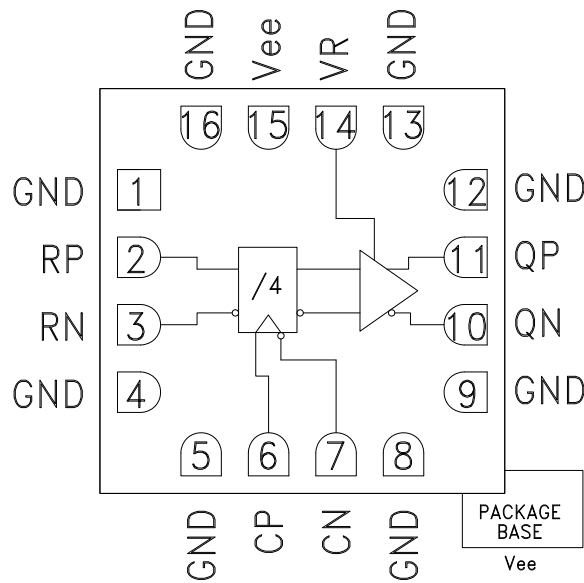 GND Vee VR GND
16 15 14 13
GND 1 12 GND
RP 2 11 QP
/4
RN 3 10 QN
GND 4 9 GND
5 6 7 8
GND CP CN GND
PACKAGE
BASE
Vee